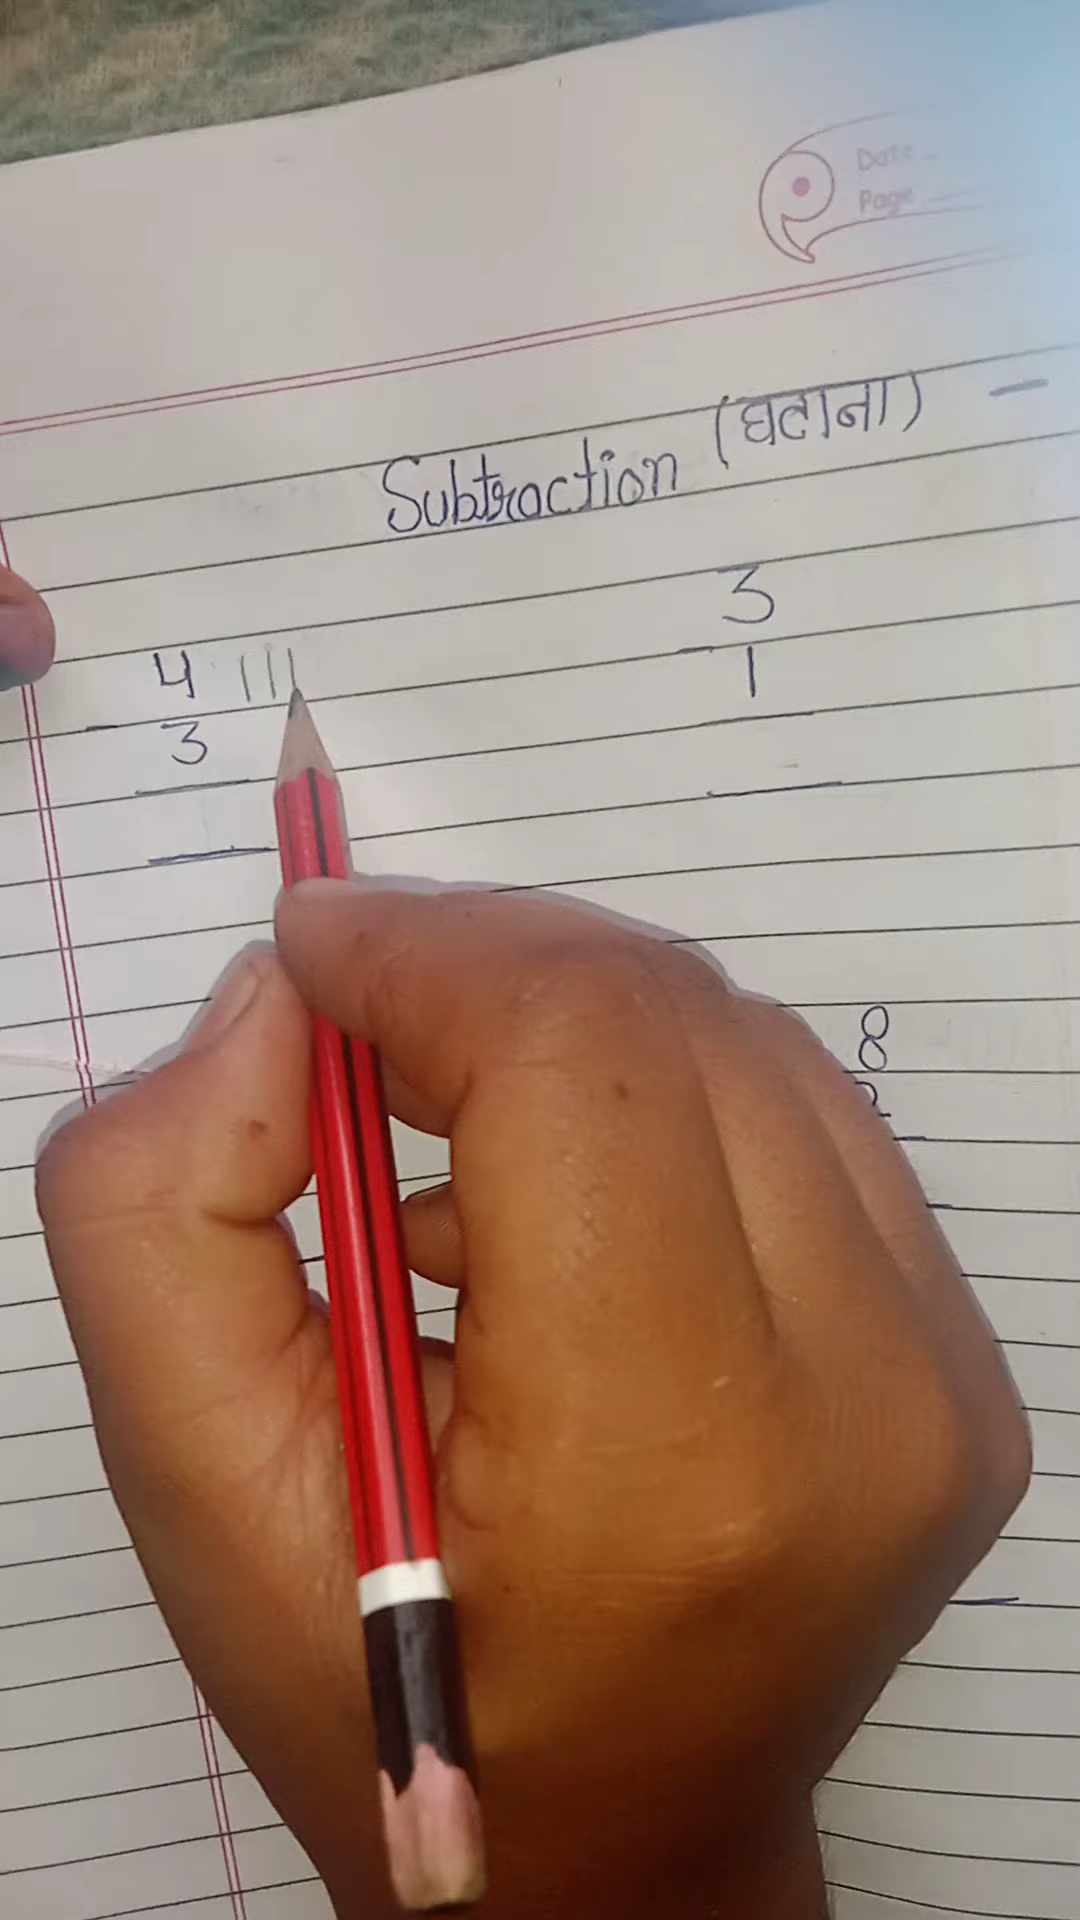 Date
Page
Subtraction (घटाना) -
4 |||
- 3
3
- 1
8